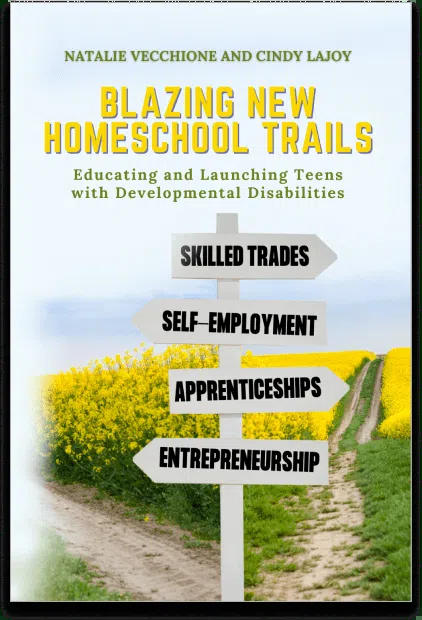 NATALIE VECCHIONE AND CINDY LAJOY
BLAZING NEW
HOMESCHOOL TRAILS
Educating and Launching Teens
with Developmental Disabilities
SKILLED TRADES
SELF-EMPLOYMENT
APPRENTICESHIPS
ENTREPRENEURSHIP